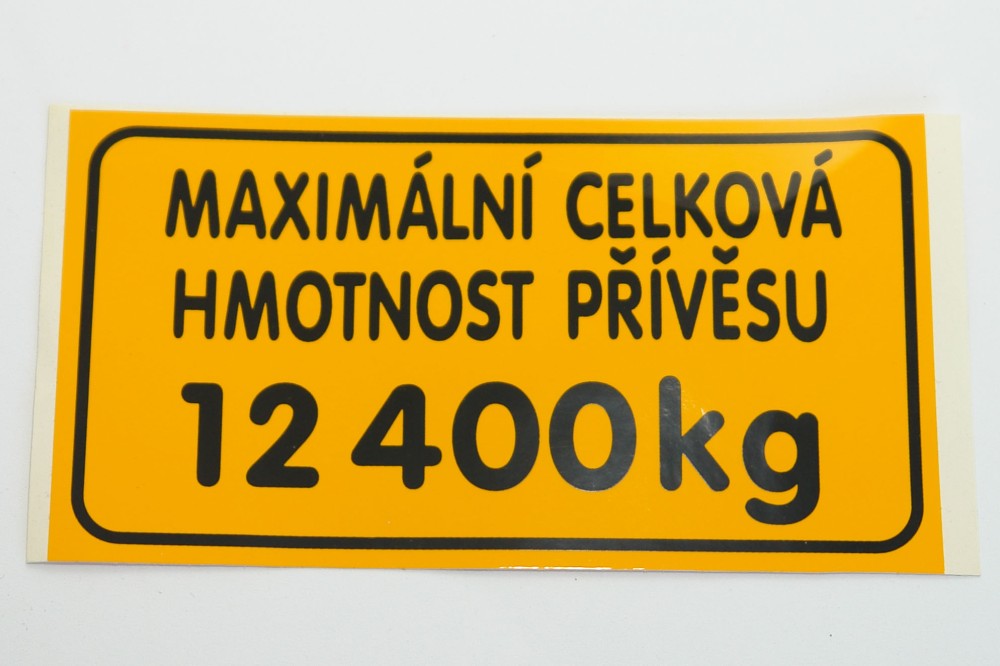 MAXIMÁLNÍ CELKOVÁ
HMOTNOST PŘÍVĚSU
12 400 kg